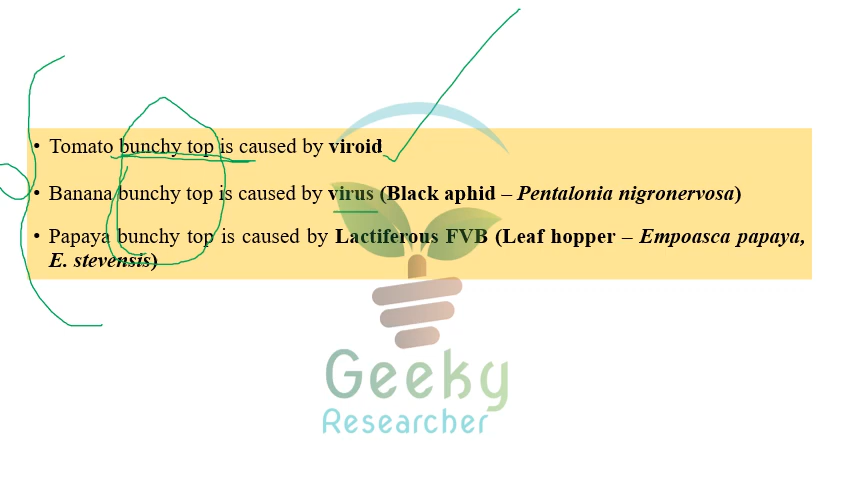 • Tomato bunchy top is caused by viroid
• Banana bunchy top is caused by virus (Black aphid – Pentalonia nigronervosa)
• Papaya bunchy top is caused by Lactiferous FVB (Leaf hopper – Empoasca papaya,
E. stevensis)
Geeky
Researcher